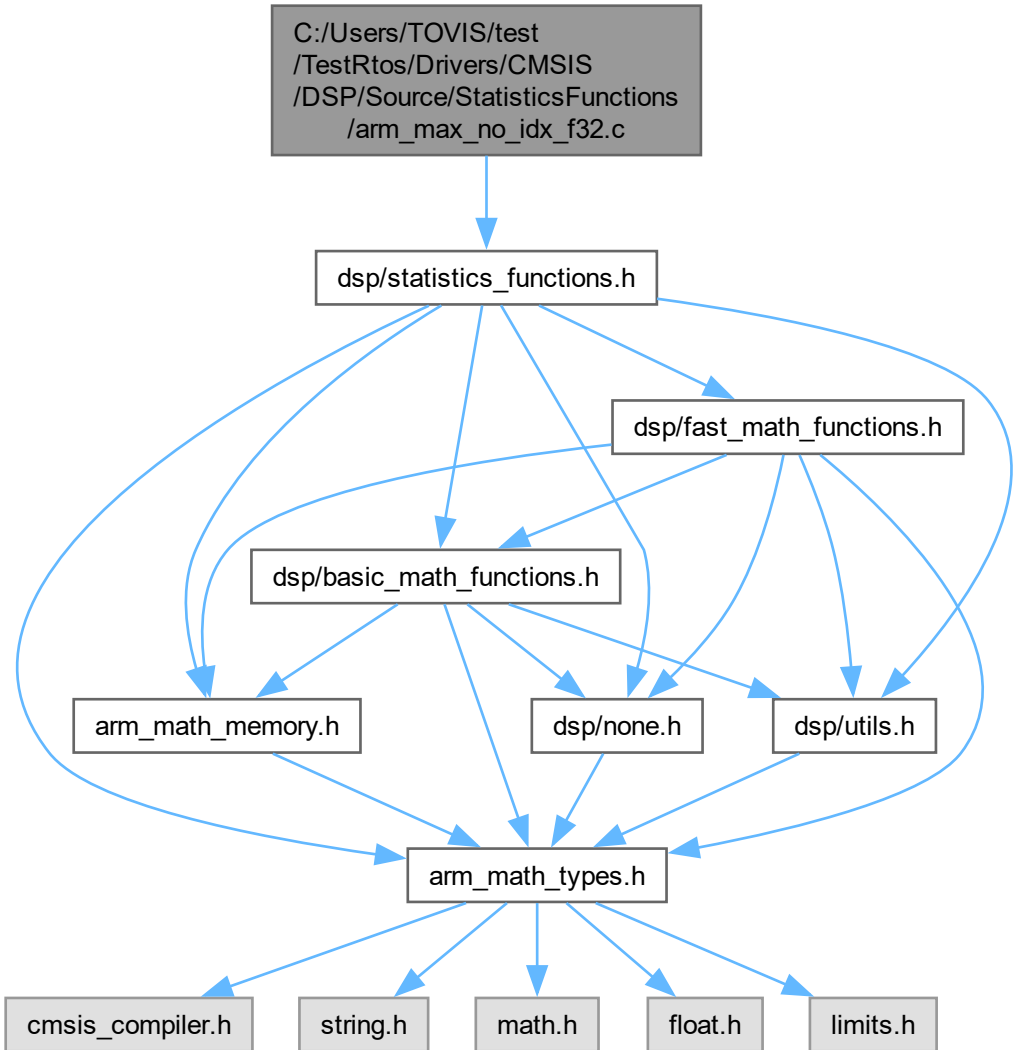 C:/Users/TOVIS/test
/TestRtos/Drivers/CMSIS
/DSP/Source/StatisticsFunctions
/arm_max_no_idx_f32.c
dsp/statistics_functions.h
dsp/fast_math_functions.h
dsp/basic_math_functions.h
arm_math_memory.h
dsp/none.h
dsp/utils.h
arm_math_types.h
cmsis_compiler.h
string.h
math.h
float.h
limits.h